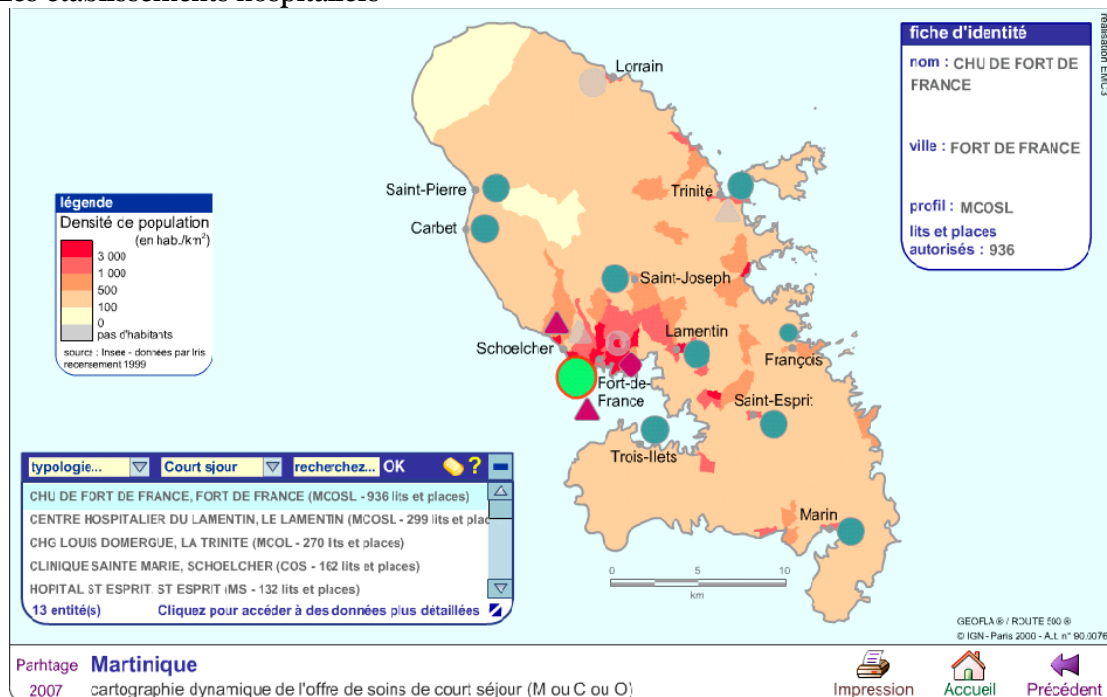 Les établissements hospitaliers
fiche d'identité
nom : CHU DE FORT DE
FRANCE
ville : FORT DE FRANCE
profil : MCOSL
lits et places
autorisés : 936
réalisation EMC3
légende
Densité de population
(en hab./km²)
3 000
1 000
500
100
0
pas d'habitants
source : Insee - données par Iris
recensement 1999
Lorrain
Saint-Pierre
Trinité
Carbet
Saint-Joseph
Lamentin
Schœlcher
François
Fort-de-
France
Saint-Esprit
Trois-Ilets
Marin
0 5 10
km
typologie... Court sjour recherchez... OK ?
CHU DE FORT DE FRANCE, FORT DE FRANCE (MCOSL - 936 lits et places)
CENTRE HOSPITALIER DU LAMENTIN, LE LAMENTIN (MCOSL - 299 lits et plac
CHG LOUIS DOMERGUE, LA TRINITE (MCOL - 270 lits et places)
CLINIQUE SAINTE MARIE, SCHOELCHER (COS - 162 lits et places)
HOPITAL ST ESPRIT, ST ESPRIT (MS - 132 lits et places)
13 entité(s) Cliquez pour accéder à des données plus détaillées
GEOFLA ® / ROUTE 500 ®
© IGN - Paris 2000 - A.t. n° 90.0076
Parhtage Martinique
2007 cartographie dynamique de l'offre de soins de court séjour (M ou C ou O)
Impression Accueil Précédent